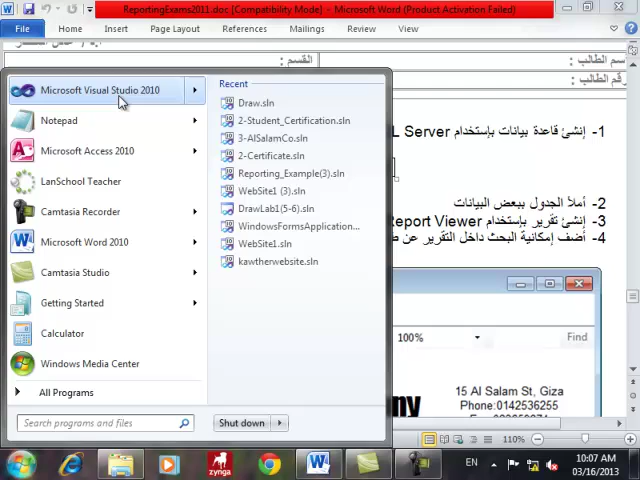 ReportingExams2011.doc [Compatibility Mode] - Microsoft Word (Product Activation Failed)
File Home Insert Page Layout References Mailings Review View
القسم :
سم الطالب :
رقم الطالب :
Microsoft Visual Studio 2010
Notepad
Microsoft Access 2010
LanSchool Teacher
Camtasia Recorder
Microsoft Word 2010
Camtasia Studio
Getting Started
Calculator
Windows Media Center
All Programs
Search programs and files
Shut down
Recent
Draw.sln
2-Student_Certification.sln
3-AlSalamCo.sln
2-Certificate.sln
Reporting_Example(3).sln
WebSite1 (3).sln
DrawLab1(5-6).sln
WindowsFormsApplication...
WebSite1.sln
kawtherwebsite.sln
1- إنشئ قاعدة بيانات بإستخدام L Server
2- أملأ الجدول ببعض البيانات
3- إنشئ تقرير بإستخدام Report Viewer
4- أضف إمكانية البحث داخل التقرير عن
100% Find
15 Al Salam St, Giza
Phone:0142536255
110%
zynga
EN 10:07 AM
03/16/2013